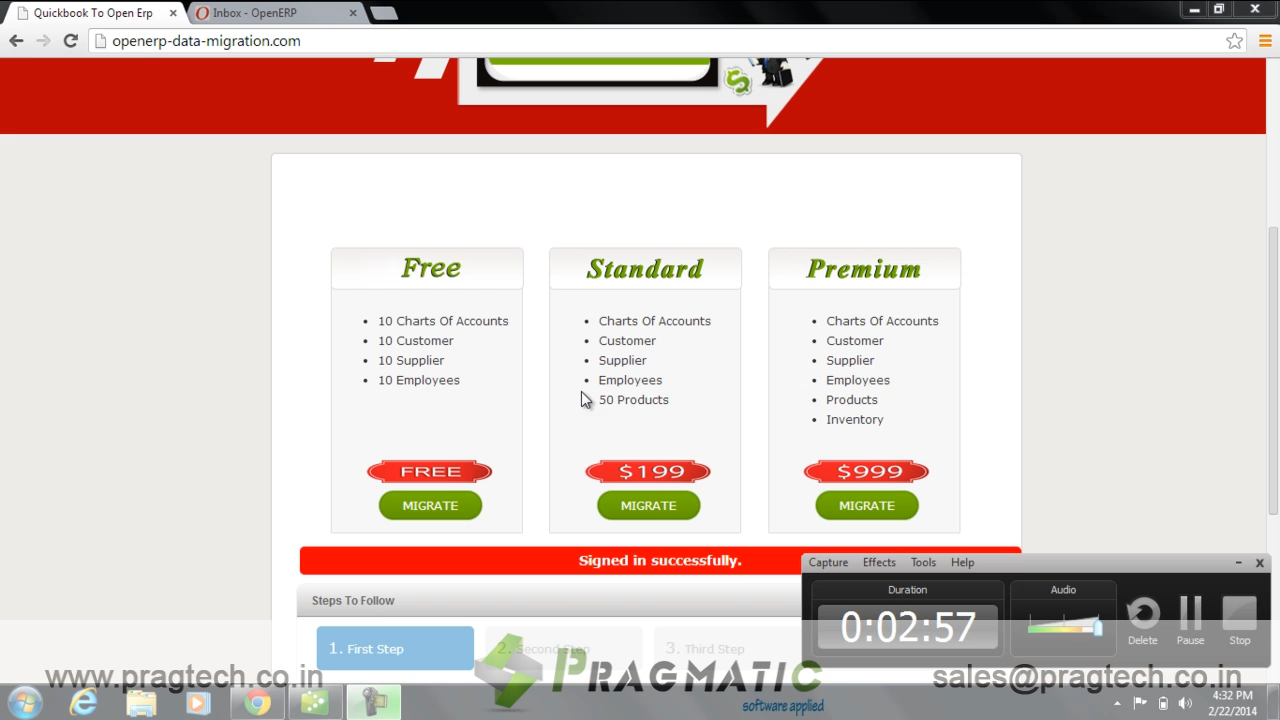 Quickbook To Open Erp
Inbox - OpenERP
openerp-data-migration.com
Free
10 Charts Of Accounts
10 Customer
10 Supplier
10 Employees
FREE
MIGRATE
Standard
Charts Of Accounts
Customer
Supplier
Employees
50 Products
$199
MIGRATE
Premium
Charts Of Accounts
Customer
Supplier
Employees
Products
Inventory
$999
MIGRATE
Signed in successfully.
Steps To Follow
1. First Step
2. Second Step
3. Third Step
Capture Effects Tools Help
Duration
0:02:57
Audio
Delete
Pause
Stop
www.pragtech.co.in
PRAGMATIC
software applied
sales@pragtech.co.in
4:32 PM
2/22/2014